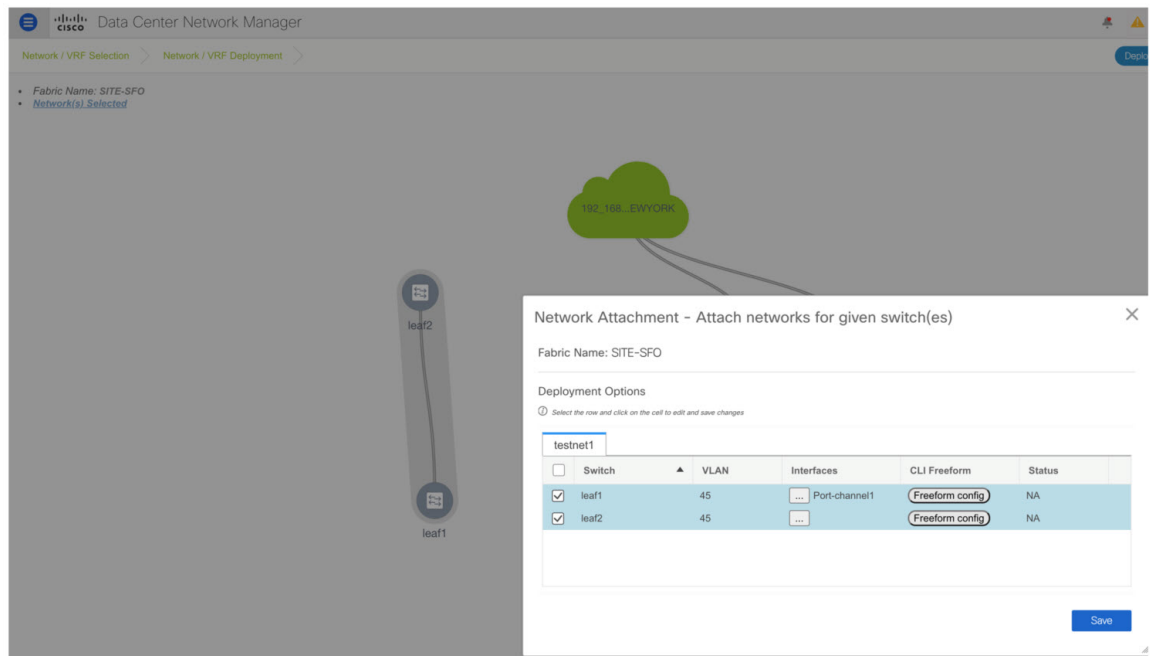 cisco Data Center Network Manager
Network / VRF Selection Network / VRF Deployment
Deplo
Fabric Name: SITE-SFO
Network(s) Selected
192_168...EWYORK
leaf2
leaf1
Network Attachment - Attach networks for given switch(es)
Fabric Name: SITE-SFO
Deployment Options
Select the row and click on the cell to edit and save changes
testnet1
Switch VLAN Interfaces CLI Freeform Status
leaf1 45 ... Port-channel1 Freeform config NA
leaf2 45 ... Freeform config NA
Save